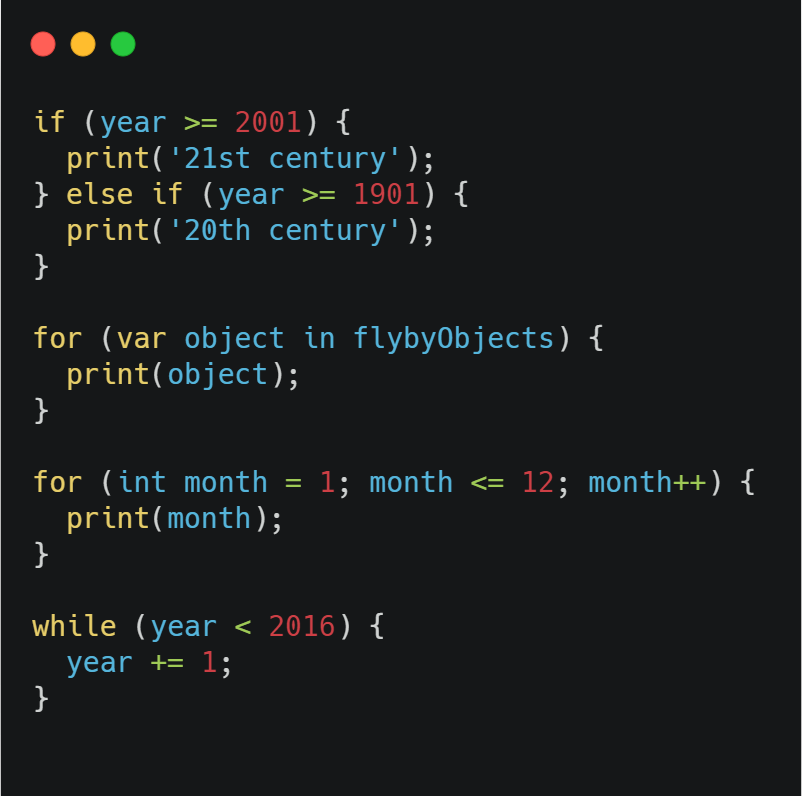 if (year >= 2001) {
  print('21st century');
} else if (year >= 1901) {
  print('20th century');
}

for (var object in flybyObjects) {
  print(object);
}

for (int month = 1; month <= 12; month++) {
  print(month);
}

while (year < 2016) {
  year += 1;
}